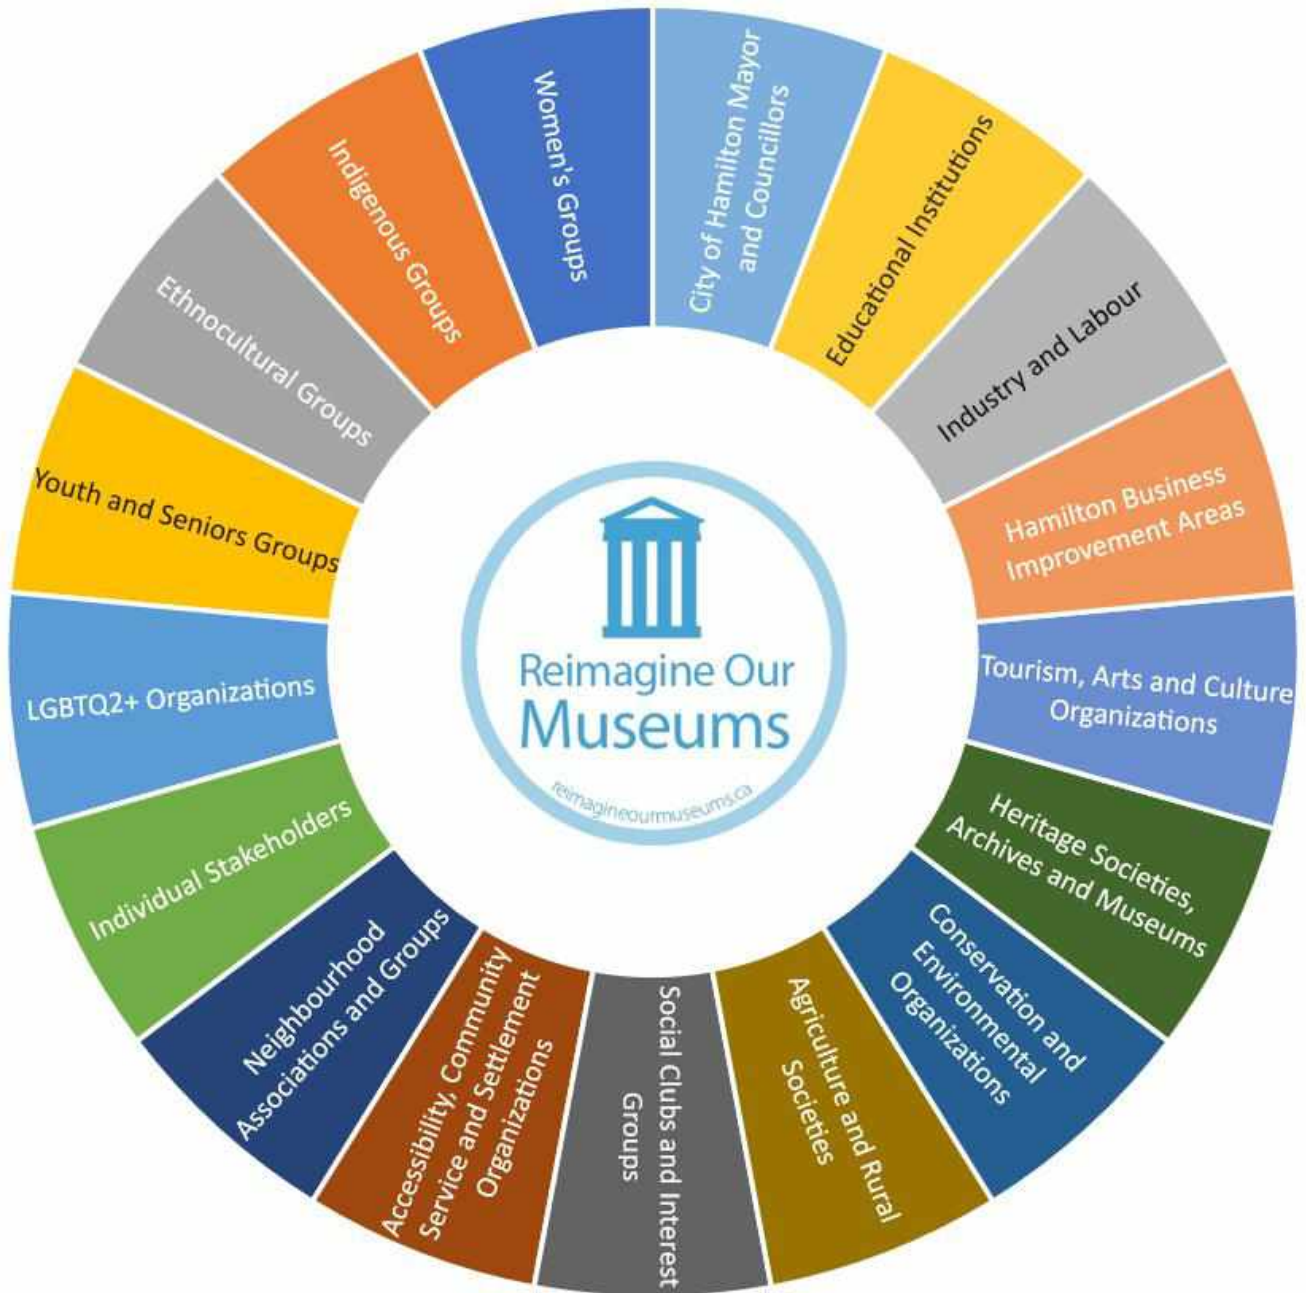 City of Hamilton Mayor
and Councillors
Educational Institutions
Industry and Labour
Hamilton Business
Improvement Areas
Tourism, Arts and Culture
Organizations
Heritage Societies,
Archives and Museums
Conservation and
Environmental
Organizations
Agriculture and Rural
Societies
Social Clubs and Interest
Groups
Accessibility, Community
Service and Settlement
Organizations
Neighbourhood
Associations and Groups
Individual Stakeholders
LGBTQ2+ Organizations
Youth and Seniors Groups
Ethnocultural Groups
Indigenous Groups
Women's Groups
Reimagine Our
Museums
reimagineourmuseums.ca